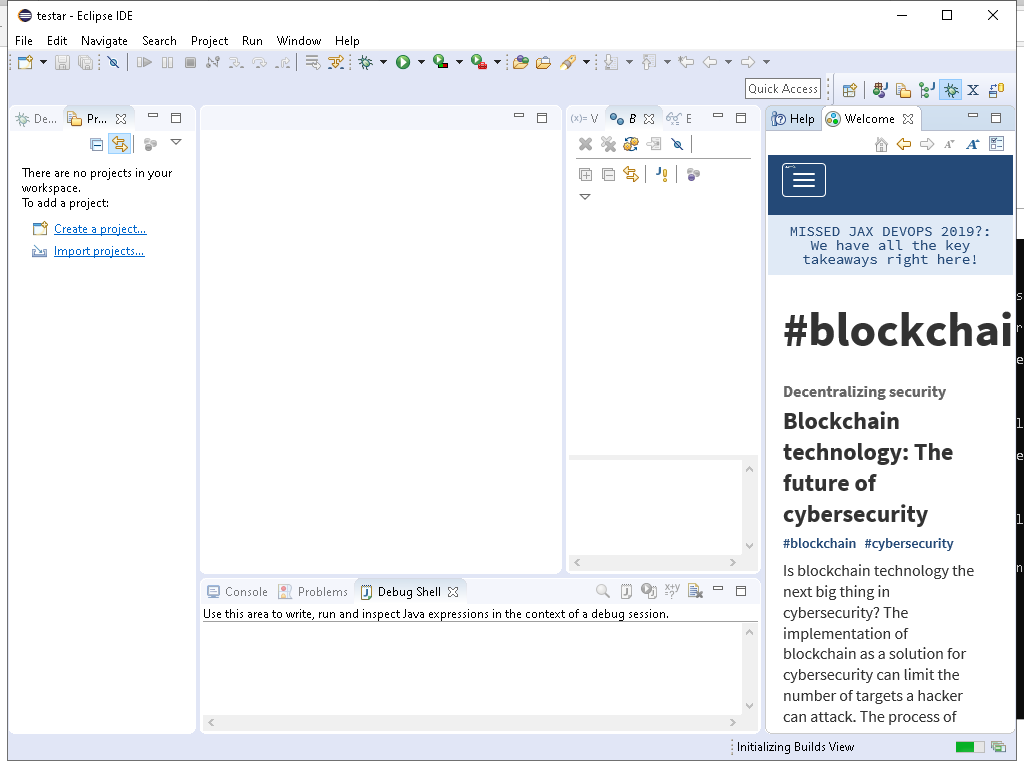 testar - Eclipse IDE
File Edit Navigate Search Project Run Window Help
Quick Access
De... Pr...
(x)= V B E
Help Welcome
There are no projects in your
workspace.
To add a project:
Create a project...
Import projects...
MISSED JAX DEVOPS 2019?:
We have all the key
takeaways right here!
#blockchai
Decentralizing security
Blockchain
technology: The
future of
cybersecurity
#blockchain #cybersecurity
Is blockchain technology the
next big thing in
cybersecurity? The
implementation of
blockchain as a solution for
cybersecurity can limit the
number of targets a hacker
can attack. The process of
Console Problems Debug Shell
Use this area to write, run and inspect Java expressions in the context of a debug session.
Initializing Builds View